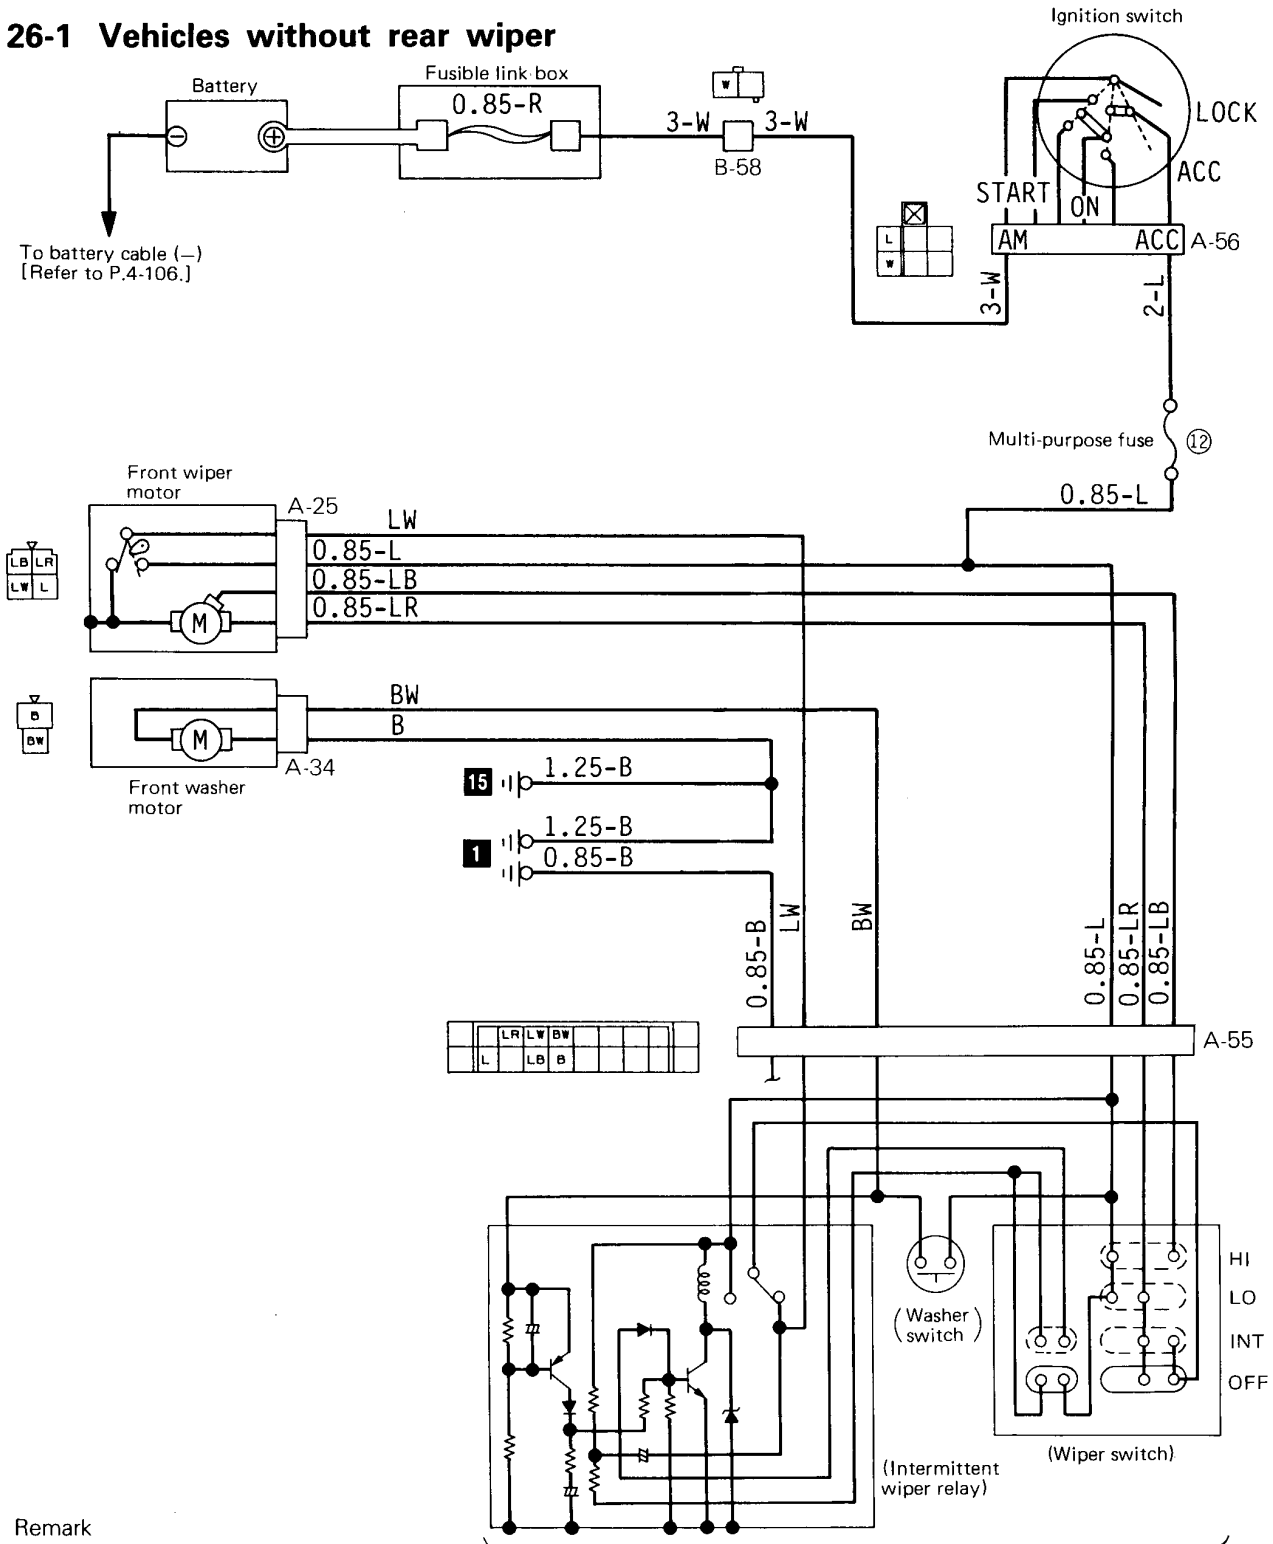 26-1 Vehicles without rear wiper
Ignition switch
Battery
Fusible link box
0.85-R
W
3-W
3-W
B-58
LOCK
ACC
START
ON
AM
ACC
A-56
L
W
To battery cable (–)
[Refer to P.4-106.]
3-W
2-L
Multi-purpose fuse
12
0.85-L
Front wiper
motor
A-25
LW
0.85-L
0.85-LB
0.85-LR
LB LR
LW L
M
BW
B
B
BW
M
A-34
Front washer
motor
15
1.25-B
1.25-B
1
0.85-B
0.85-B
LW
BW
0.85-L
0.85-LR
0.85-LB
LR LW BW
L LB B
A-55
HI
LO
INT
OFF
(Washer
switch)
(Wiper switch)
(Intermittent
wiper relay)
Remark